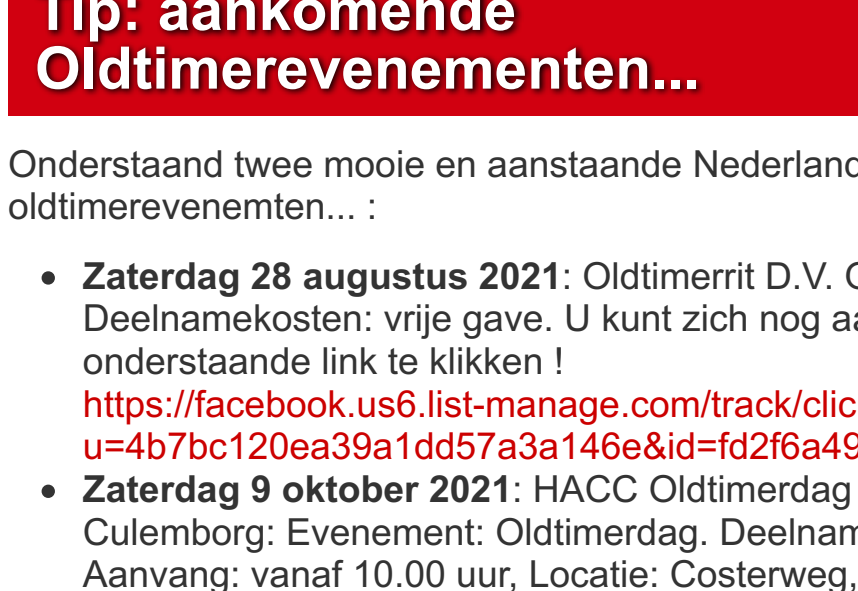 Tip: aankomende
Oldtimerevenementen...
Onderstaand twee mooie en aanstaande
oldtimerevenemten... :
Zaterdag 28 augustus 2021: Oldtimerrit D.V.
Deelnamekosten: vrije gave. U kunt zich nog
onderstaande link te klikken !
https://facebook.us6.list-manage.com/track/clic
u=4b7bc120ea39a1dd57a3a146e&id=fd2f6a49
Zaterdag 9 oktober 2021: HACC Oldtimerdag
Culemborg: Evenement: Oldtimerdag.
Aanvang: vanaf 10.00 uur, Locatie: Costerweg,